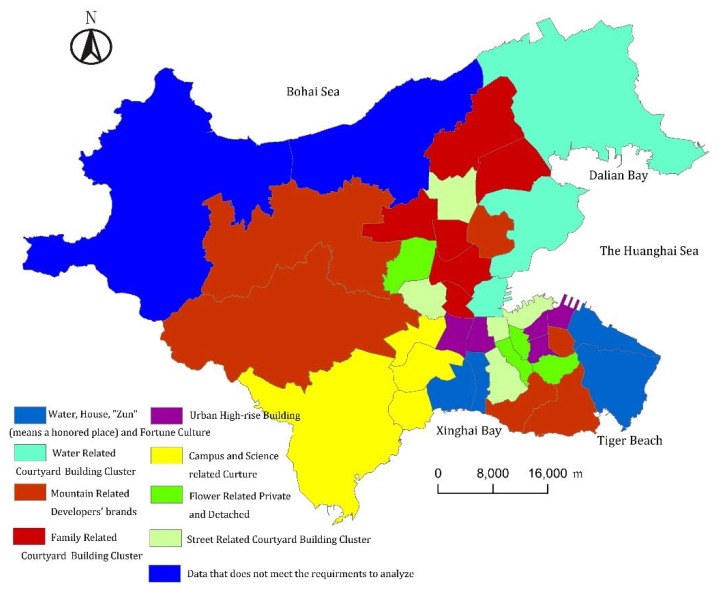 N
Bohai Sea
Dalian Bay
The Huanghai Sea
Xinghai Bay
Tiger Beach
0 8,000 16,000 m
Water, House, "Zun"
(means a honored place) and Fortune Culture
Urban High-rise Building
Water Related
Courtyard Building Cluster
Campus and Science
related Curture
Mountain Related
Developers' brands
Flower Related Private
and Detached
Family Related
Courtyard Building Cluster
Street Related Courtyard Building Cluster
Data that does not meet the requirments to analyze